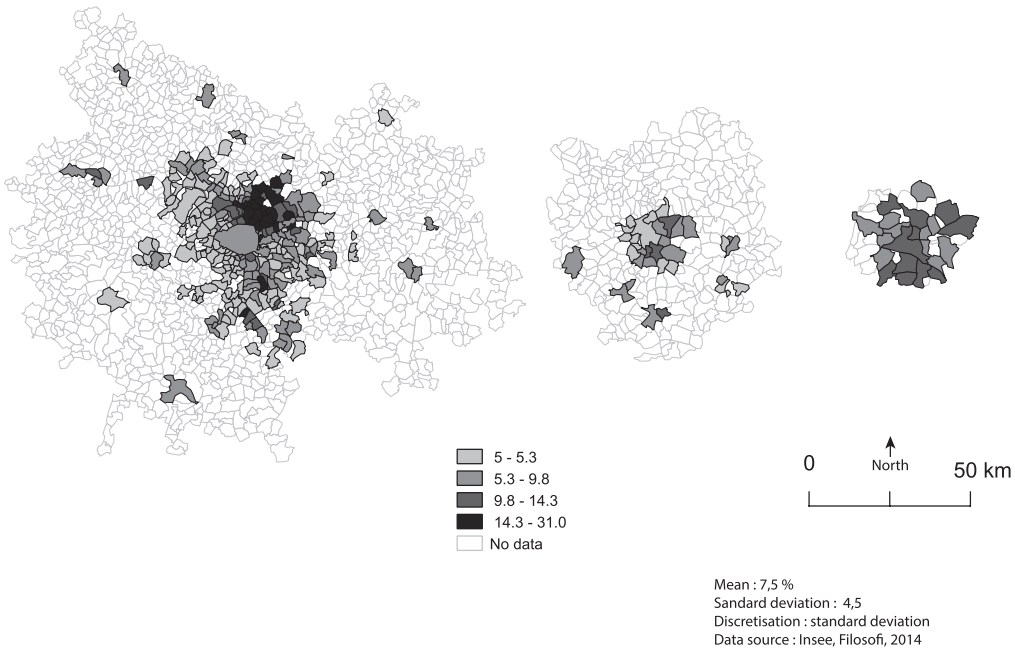 5 - 5.3
5.3 - 9.8
9.8 - 14.3
14.3 - 31.0
No data
0
North
50 km
Mean : 7,5 %
Sandard deviation : 4,5
Discretisation : standard deviation
Data source : Insee, Filosofi, 2014